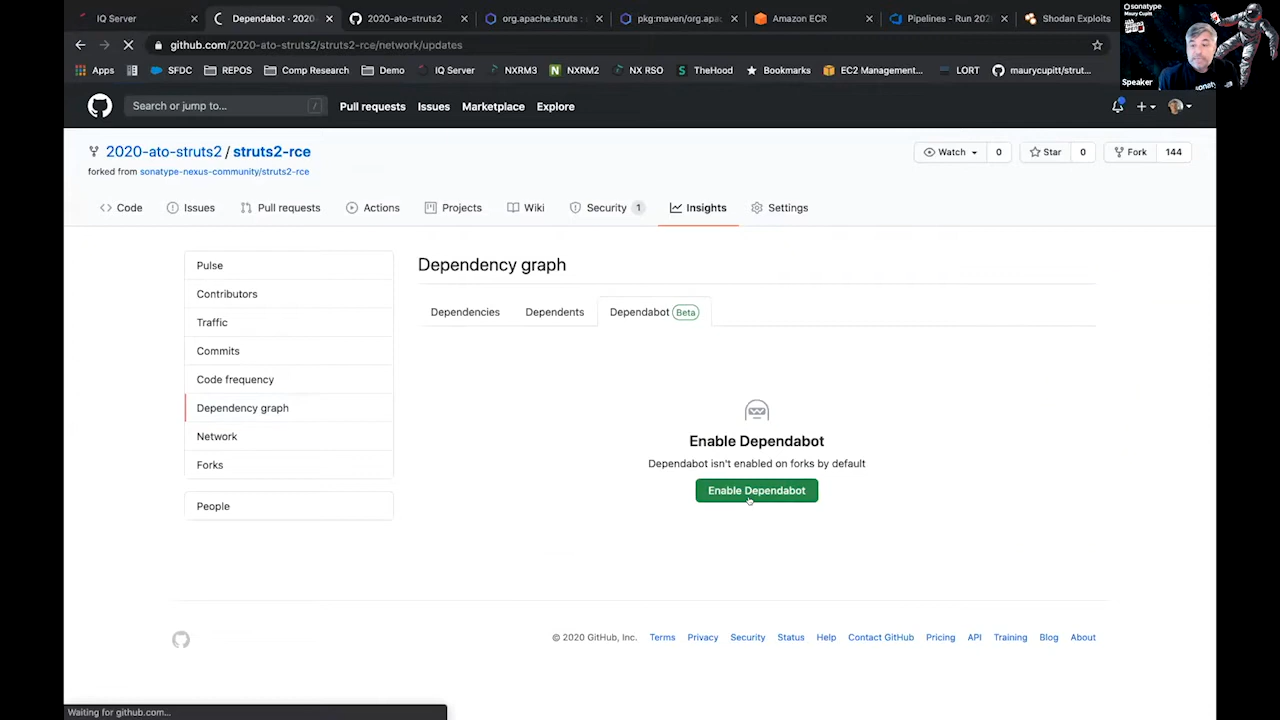 IQ Server
Dependabot · 2020
2020-ato-struts2
org.apache.struts :
pkg:maven/org.apa
Amazon ECR
Pipelines - Run 202
Shodan Exploits
github.com/2020-ato-struts2/struts2-rce/network/updates
Apps
SFDC
REPOS
Comp Research
Demo
IQ Server
NXRM3
NXRM2
NX RSO
TheHood
Bookmarks
EC2 Management...
LORT
maurycupitt/strut...
sonatype
Maury Cupitt
Speaker
Search or jump to...
/
Pull requests
Issues
Marketplace
Explore
2020-ato-struts2 / struts2-rce
forked from sonatype-nexus-community/struts2-rce
Watch 0
Star 0
Fork 144
Code
Issues
Pull requests
Actions
Projects
Wiki
Security 1
Insights
Settings
Pulse
Contributors
Traffic
Commits
Code frequency
Dependency graph
Network
Forks
People
Dependency graph
Dependencies
Dependents
Dependabot Beta
Enable Dependabot
Dependabot isn't enabled on forks by default
Enable Dependabot
© 2020 GitHub, Inc.
Terms
Privacy
Security
Status
Help
Contact GitHub
Pricing
API
Training
Blog
About
Waiting for github.com...